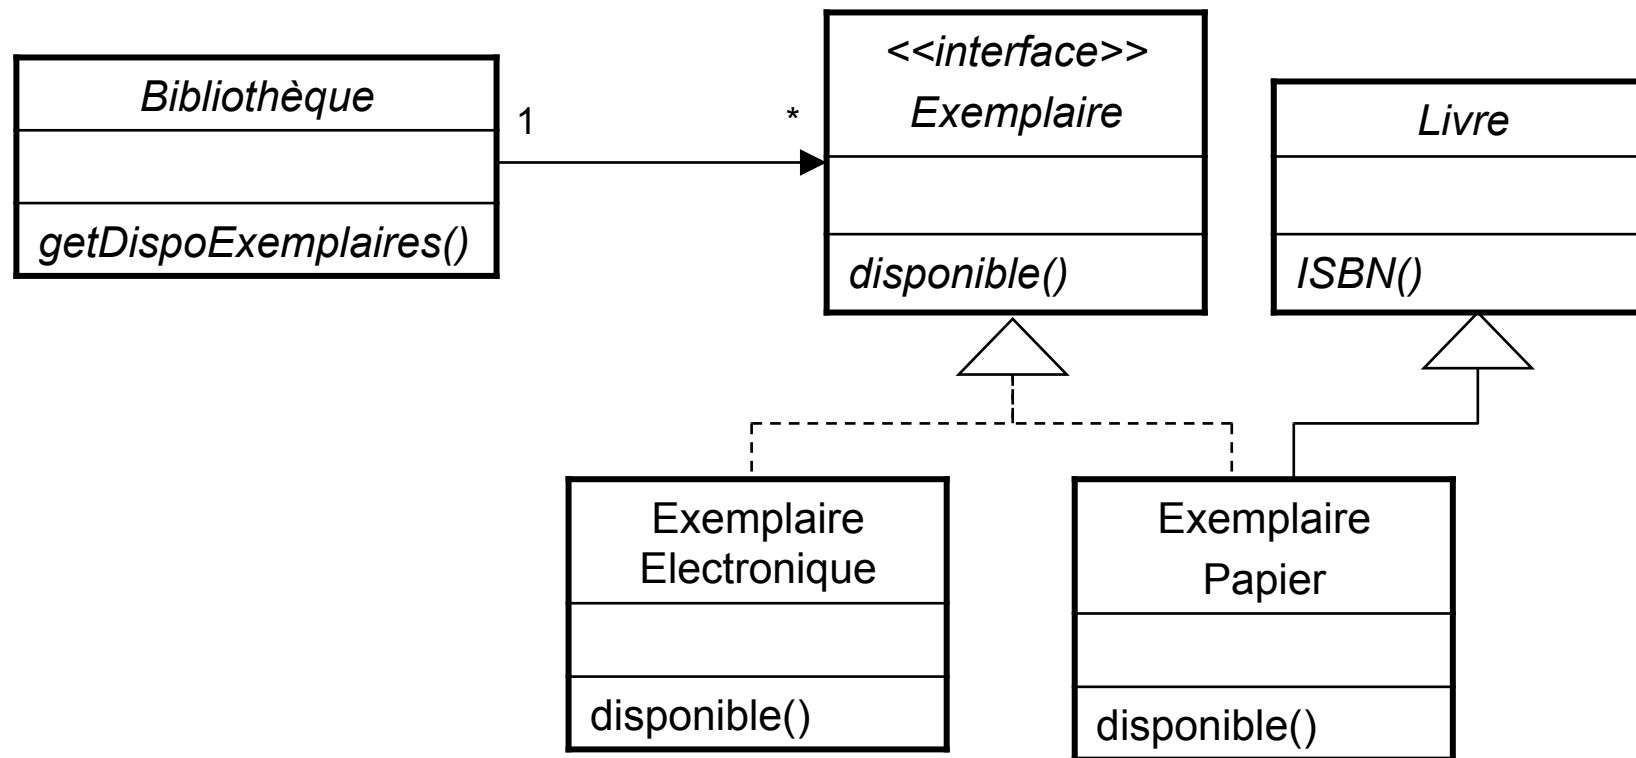 Bibliothèque
getDispoExemplaires()
1
*
<<interface>>
Exemplaire
disponible()
Livre
ISBN()
Exemplaire
Electronique
disponible()
Exemplaire
Papier
disponible()